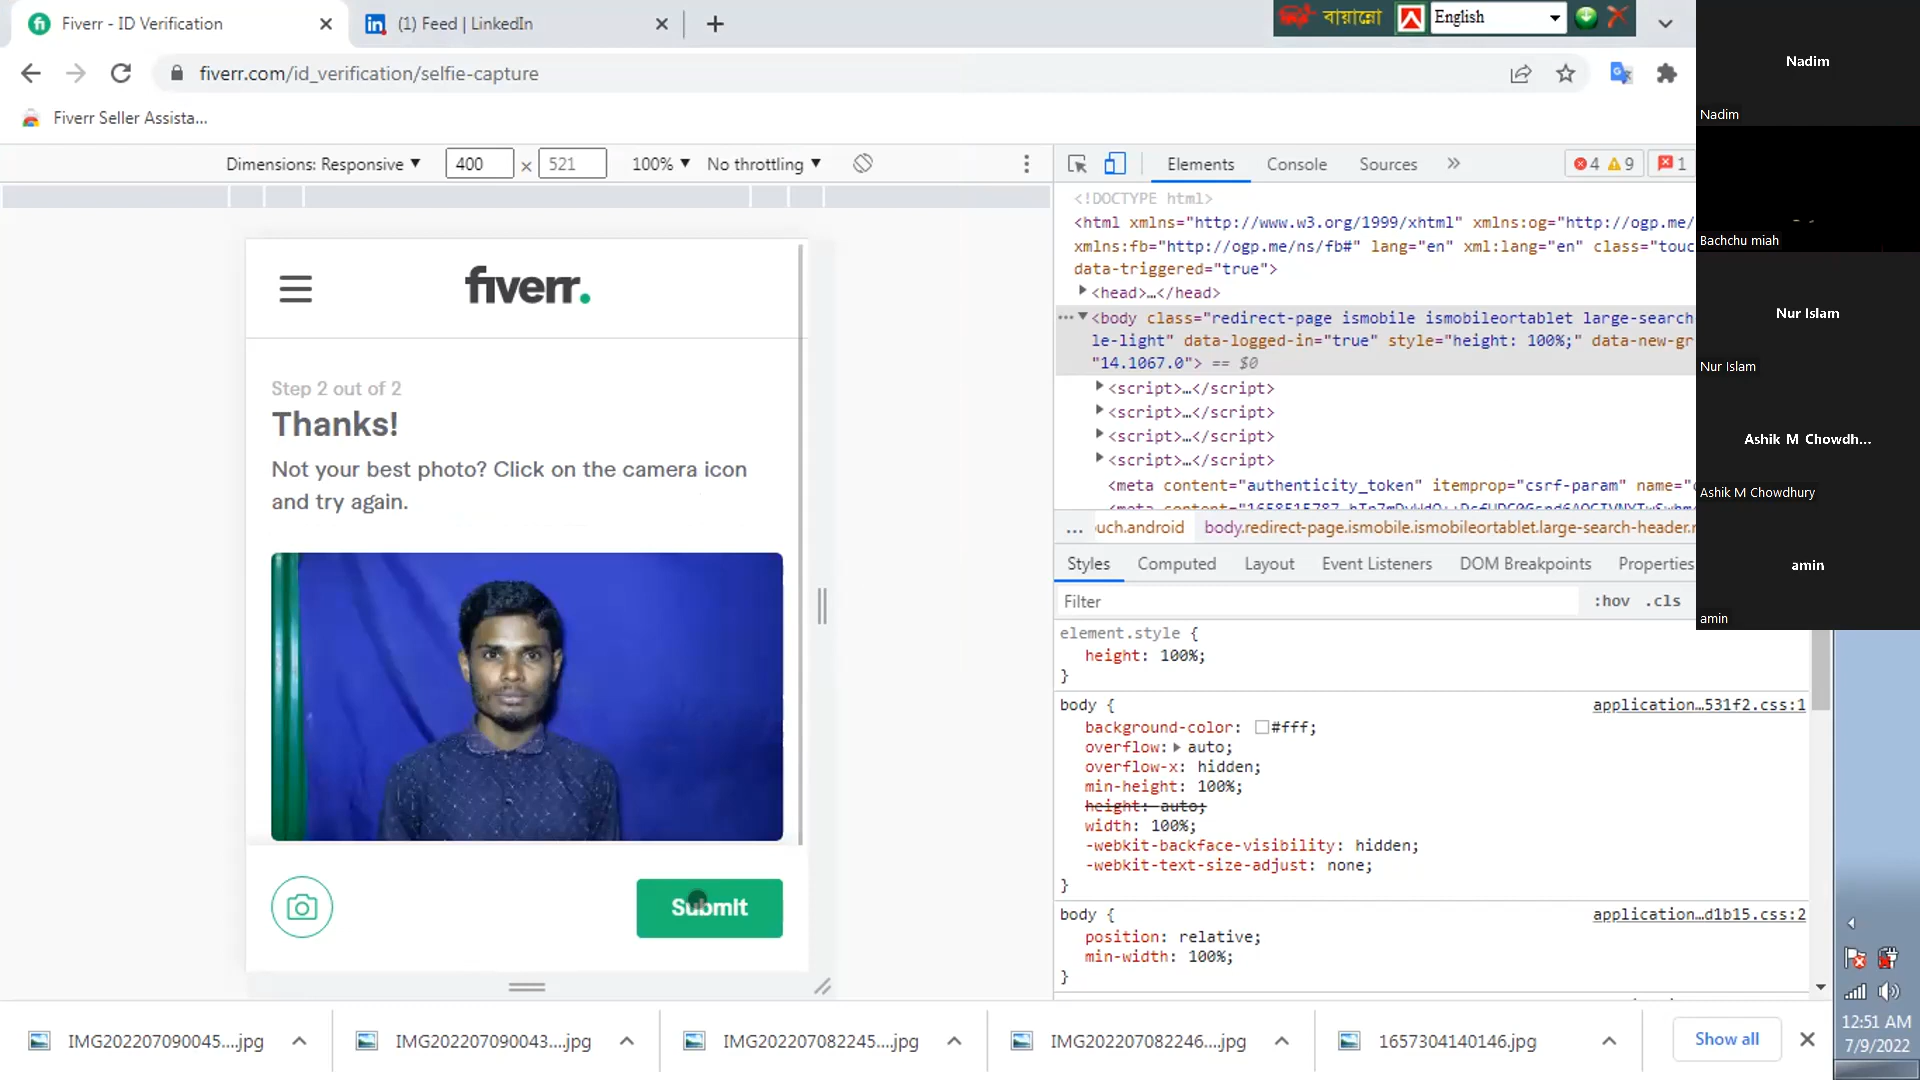 Fiverr - ID Verification
(1) Feed | LinkedIn
বায়ান্নো
English
fiverr.com/id_verification/selfie-capture
Fiverr Seller Assista...
Dimensions: Responsive
400 × 521
100%
No throttling
Elements
Console
Sources
4
9
1
<!DOCTYPE html>
<html xmlns="http://www.w3.org/1999/xhtml" xmlns:og="http://ogp.me/
xmlns:fb="http://ogp.me/ns/fb#" lang="en" xml:lang="en" class="touc
data-triggered="true">
<head>…</head>
<body class="redirect-page ismobile ismobileortablet large-search
le-light" data-logged-in="true" style="height: 100%;" data-new-gr
"14.1067.0"> == $0
<script>…</script>
<script>…</script>
<script>…</script>
<script>…</script>
<meta content="authenticity_token" itemprop="csrf-param" name="
... uch.android
body.redirect-page.ismobile.ismobileortablet.large-search-header.
Styles
Computed
Layout
Event Listeners
DOM Breakpoints
Properties
Filter
:hov
.cls
element.style {
height: 100%;
}
body {
application…531f2.css:1
background-color: #fff;
overflow: auto;
overflow-x: hidden;
min-height: 100%;
height: auto;
width: 100%;
-webkit-backface-visibility: hidden;
-webkit-text-size-adjust: none;
}
body {
application…d1b15.css:2
position: relative;
min-width: 100%;
}
fiverr.
Step 2 out of 2
Thanks!
Not your best photo? Click on the camera icon
and try again.
Submit
Nadim
Nadim
Bachchu miah
Nur Islam
Nur Islam
Ashik M Chowdh...
Ashik M Chowdhury
amin
amin
IMG202207090045....jpg
IMG202207090043....jpg
IMG202207082245....jpg
IMG202207082246....jpg
1657304140146.jpg
Show all
12:51 AM
7/9/2022